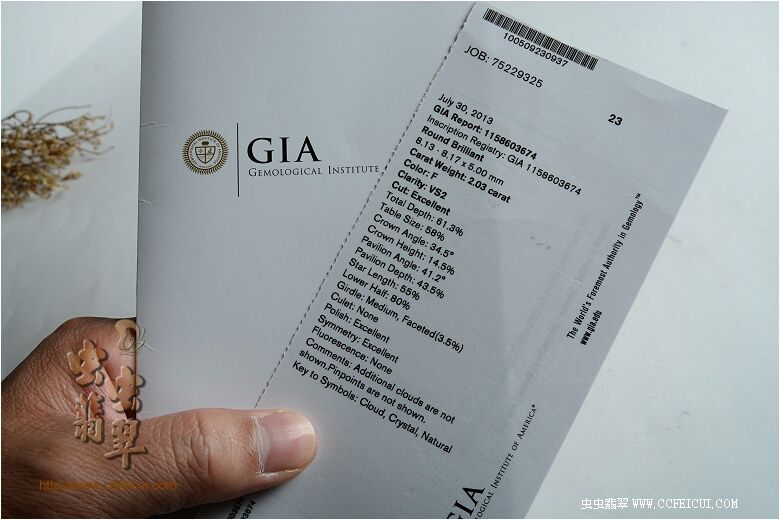 100509230937
JOB: 75229325
23
July 30, 2013
GIA Report: 1158603674
Inscription Registry: GIA 1158603674
Round Brilliant
8.13 - 8.17 x 5.00 mm
Carat Weight: 2.03 carat
Color: F
Clarity: VS2
Cut: Excellent
Total Depth: 61.3%
Table Size: 58%
Crown Angle: 34.5°
Crown Height: 14.5%
Pavilion Angle: 41.2°
Pavilion Depth: 43.5%
Star Length: 55%
Lower Half: 80%
Girdle: Medium, Faceted(3.5%)
Culet: None
Polish: Excellent
Symmetry: Excellent
Fluorescence: None
Comments: Additional clouds are not
shown.Pinpoints are not shown.
Key to Symbols: Cloud, Crystal, Natural
The World's Foremost Authority in Gemology™
www.gia.edu
GIA
GEMOLOGICAL INSTITUTE
GIA
INSTITUTE OF AMERICA®
虫虫翡翠
虫虫翡翠 WWW.CCFEICUI.COM